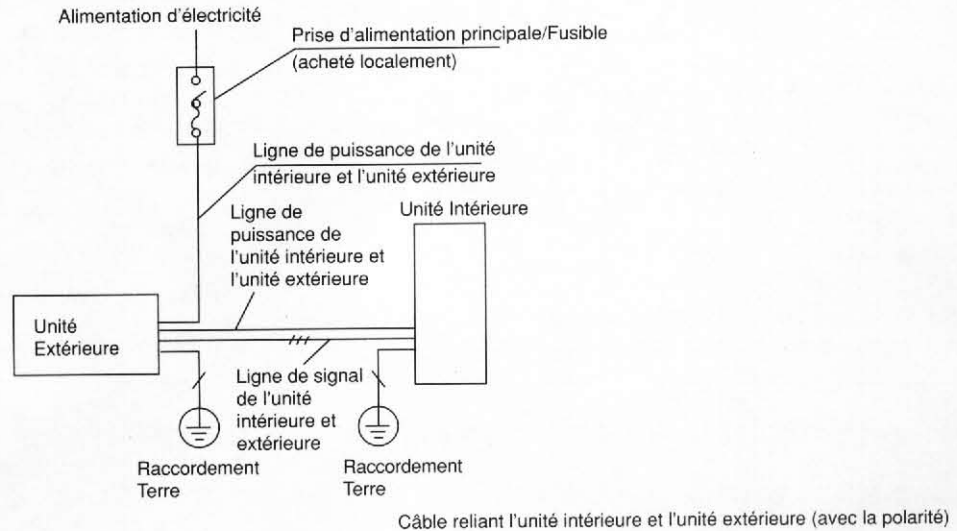 Alimentation d'électricité
Prise d'alimentation principale/Fusible
(acheté localement)
Ligne de puissance de l'unité
intérieure et l'unité extérieure
Ligne de
puissance de
l'unité intérieure et
l'unité extérieure
Unité Intérieure
Unité
Extérieure
Ligne de signal
de l'unité
intérieure et
extérieure
Raccordement
Terre
Raccordement
Terre
Câble reliant l'unité intérieure et l'unité extérieure (avec la polarité)